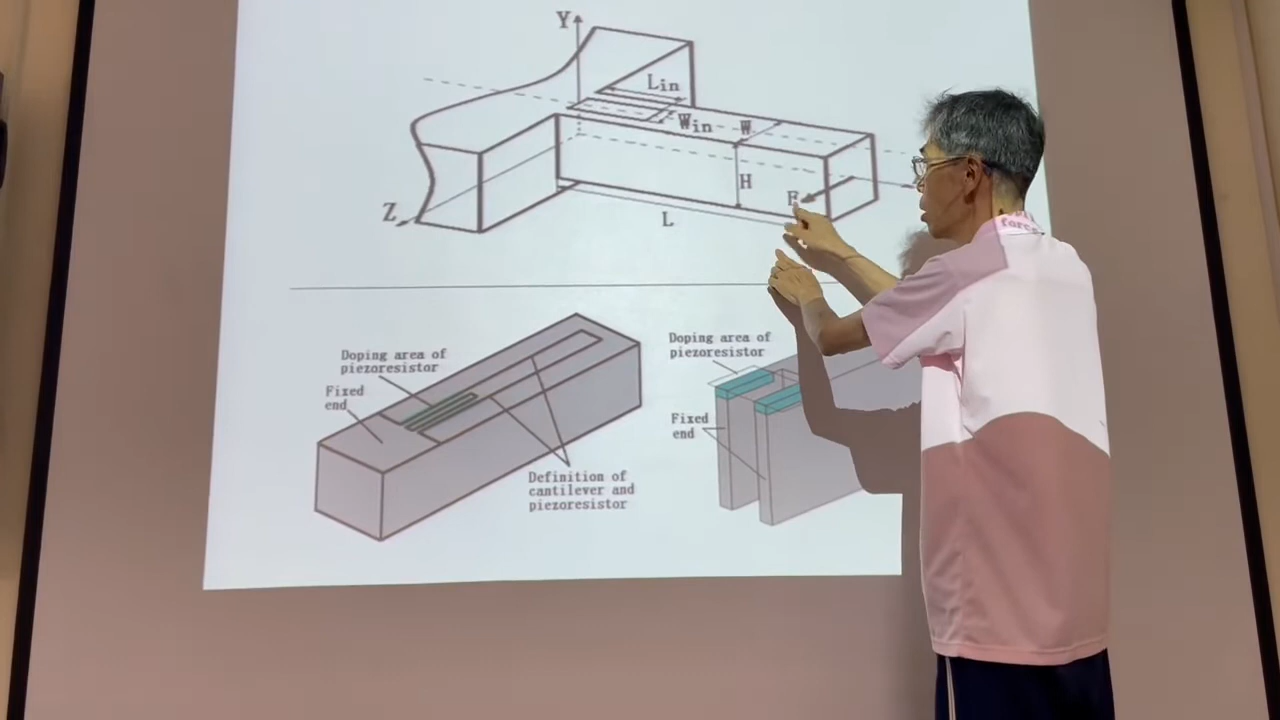 Y
Lin
Win
W
H
F
Z
L
Doping area of
piezoresistor
Fixed
end
Definition of
cantilever and
piezoresistor
Doping area of
piezoresistor
Fixed
end
force